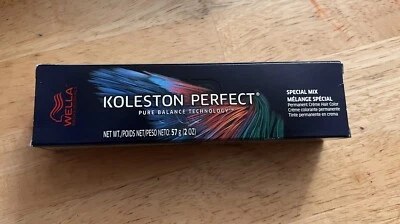 WELLA
KOLESTON PERFECT®
PURE BALANCE TECHNOLOGY™
NET WT./POIDS NET/PESO NETO: 57 g (2 OZ)
SPECIAL MIX
MÉLANGE SPÉCIAL
Permanent Crème Hair Color
Crème colorante permanente
Tinte permanente en crema